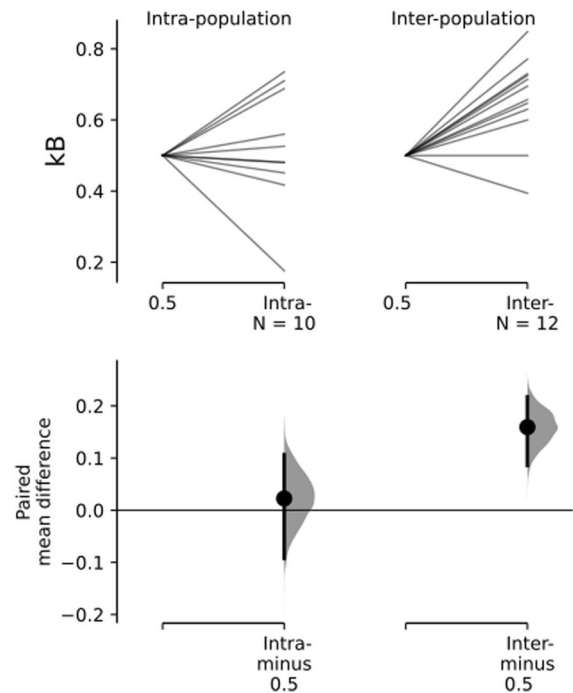 Intra-population
Inter-population
kB
0.8
0.6
0.4
0.2
0.5
Intra-
N = 10
0.5
Inter-
N = 12
Paired
mean difference
0.2
0.1
0.0
−0.1
−0.2
Intra-
minus
0.5
Inter-
minus
0.5